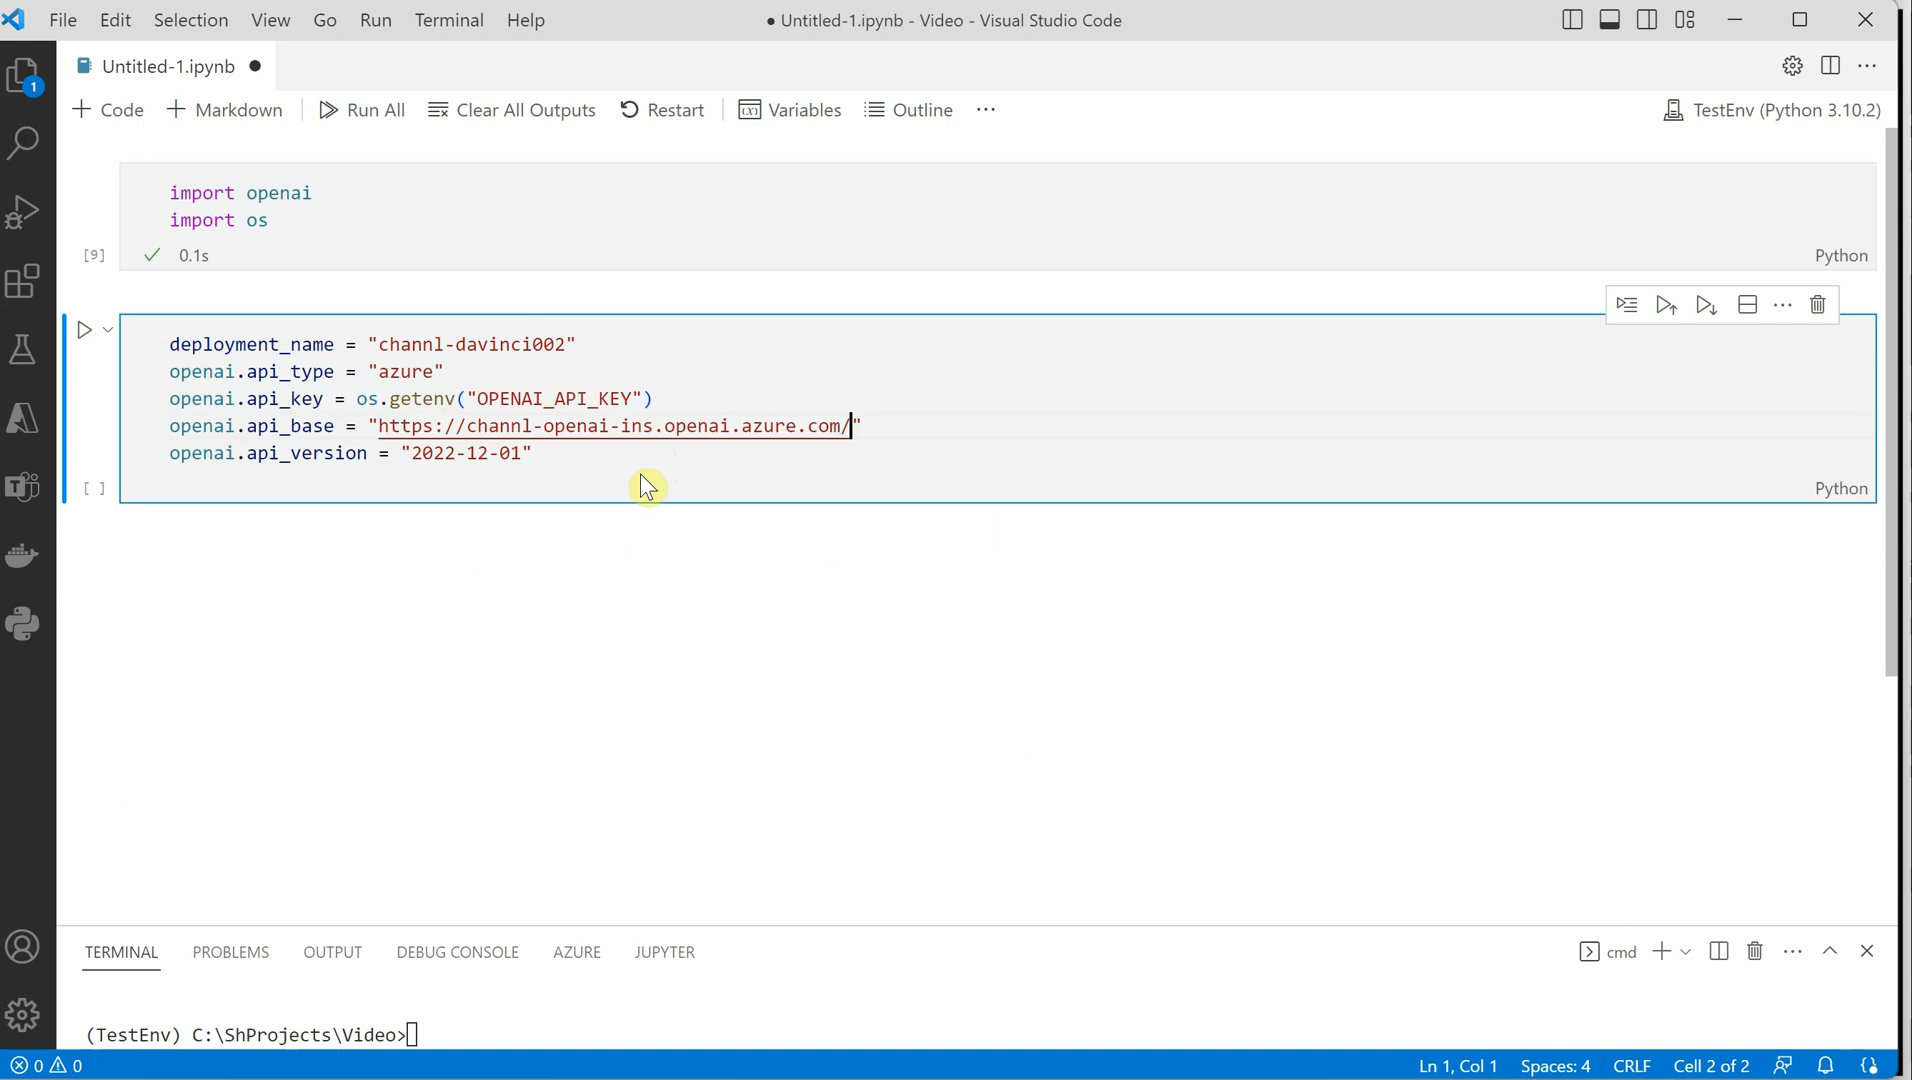 File Edit Selection View Go Run Terminal Help ● Untitled-1.ipynb - Video - Visual Studio Code
Untitled-1.ipynb ●
1
+ Code + Markdown Run All Clear All Outputs Restart Variables Outline ... TestEnv (Python 3.10.2)
import openai
import os
[9] 0.1s Python
deployment_name = "channl-davinci002"
openai.api_type = "azure"
openai.api_key = os.getenv("OPENAI_API_KEY")
openai.api_base = "https://channl-openai-ins.openai.azure.com/"
openai.api_version = "2022-12-01"
[ ] Python
TERMINAL PROBLEMS OUTPUT DEBUG CONSOLE AZURE JUPYTER cmd
(TestEnv) C:\ShProjects\Video>
0 0 Ln 1, Col 1 Spaces: 4 CRLF Cell 2 of 2